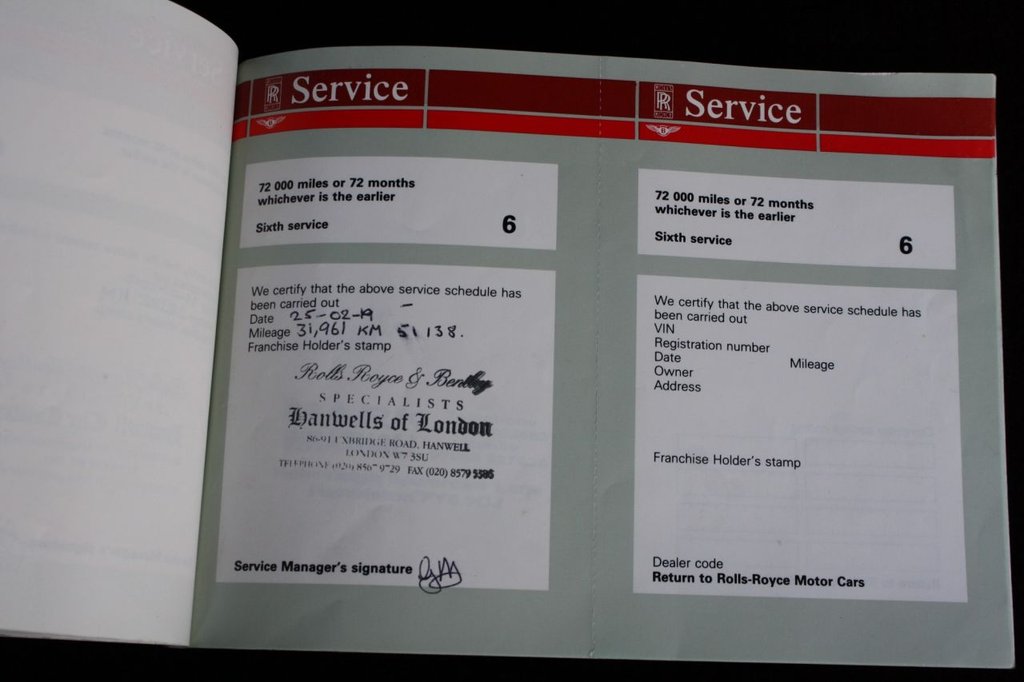 Service
72 000 miles or 72 months
whichever is the earlier
Sixth service
6
We certify that the above service schedule has
been carried out
Date 25-02-19
Mileage 31,961 KM 51138.
Franchise Holder's stamp
Rolls Royce & Bentley
SPECIALISTS
Hanwells of London
86-91 UXBRIDGE ROAD, HANWELL
LONDON W7 3SU
TELEPHONE (020) 8567 9729 FAX (020) 8579
Service Manager's signature
Service
72 000 miles or 72 months
whichever is the earlier
Sixth service
6
We certify that the above service schedule has
been carried out
VIN
Registration number
Date Mileage
Owner
Address
Franchise Holder's stamp
Dealer code
Return to Rolls-Royce Motor Cars